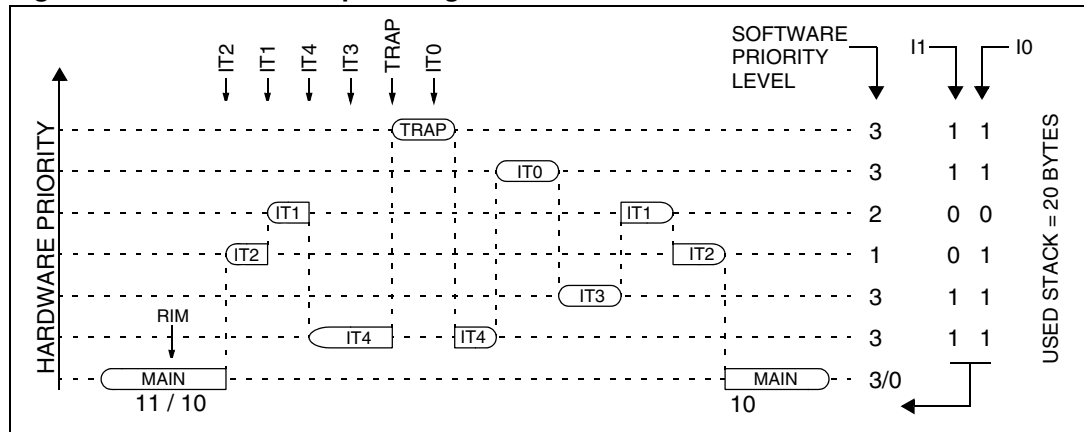 IT2
IT1
IT4
IT3
TRAP
IT0
SOFTWARE
PRIORITY
LEVEL
I1
I0
HARDWARE PRIORITY
TRAP
3
1 1
IT0
3
1 1
IT1
IT1
2
0 0
IT2
IT2
1
0 1
IT3
3
1 1
RIM
IT4
IT4
3
1 1
MAIN
MAIN
3/0
11 / 10
10
USED STACK = 20 BYTES